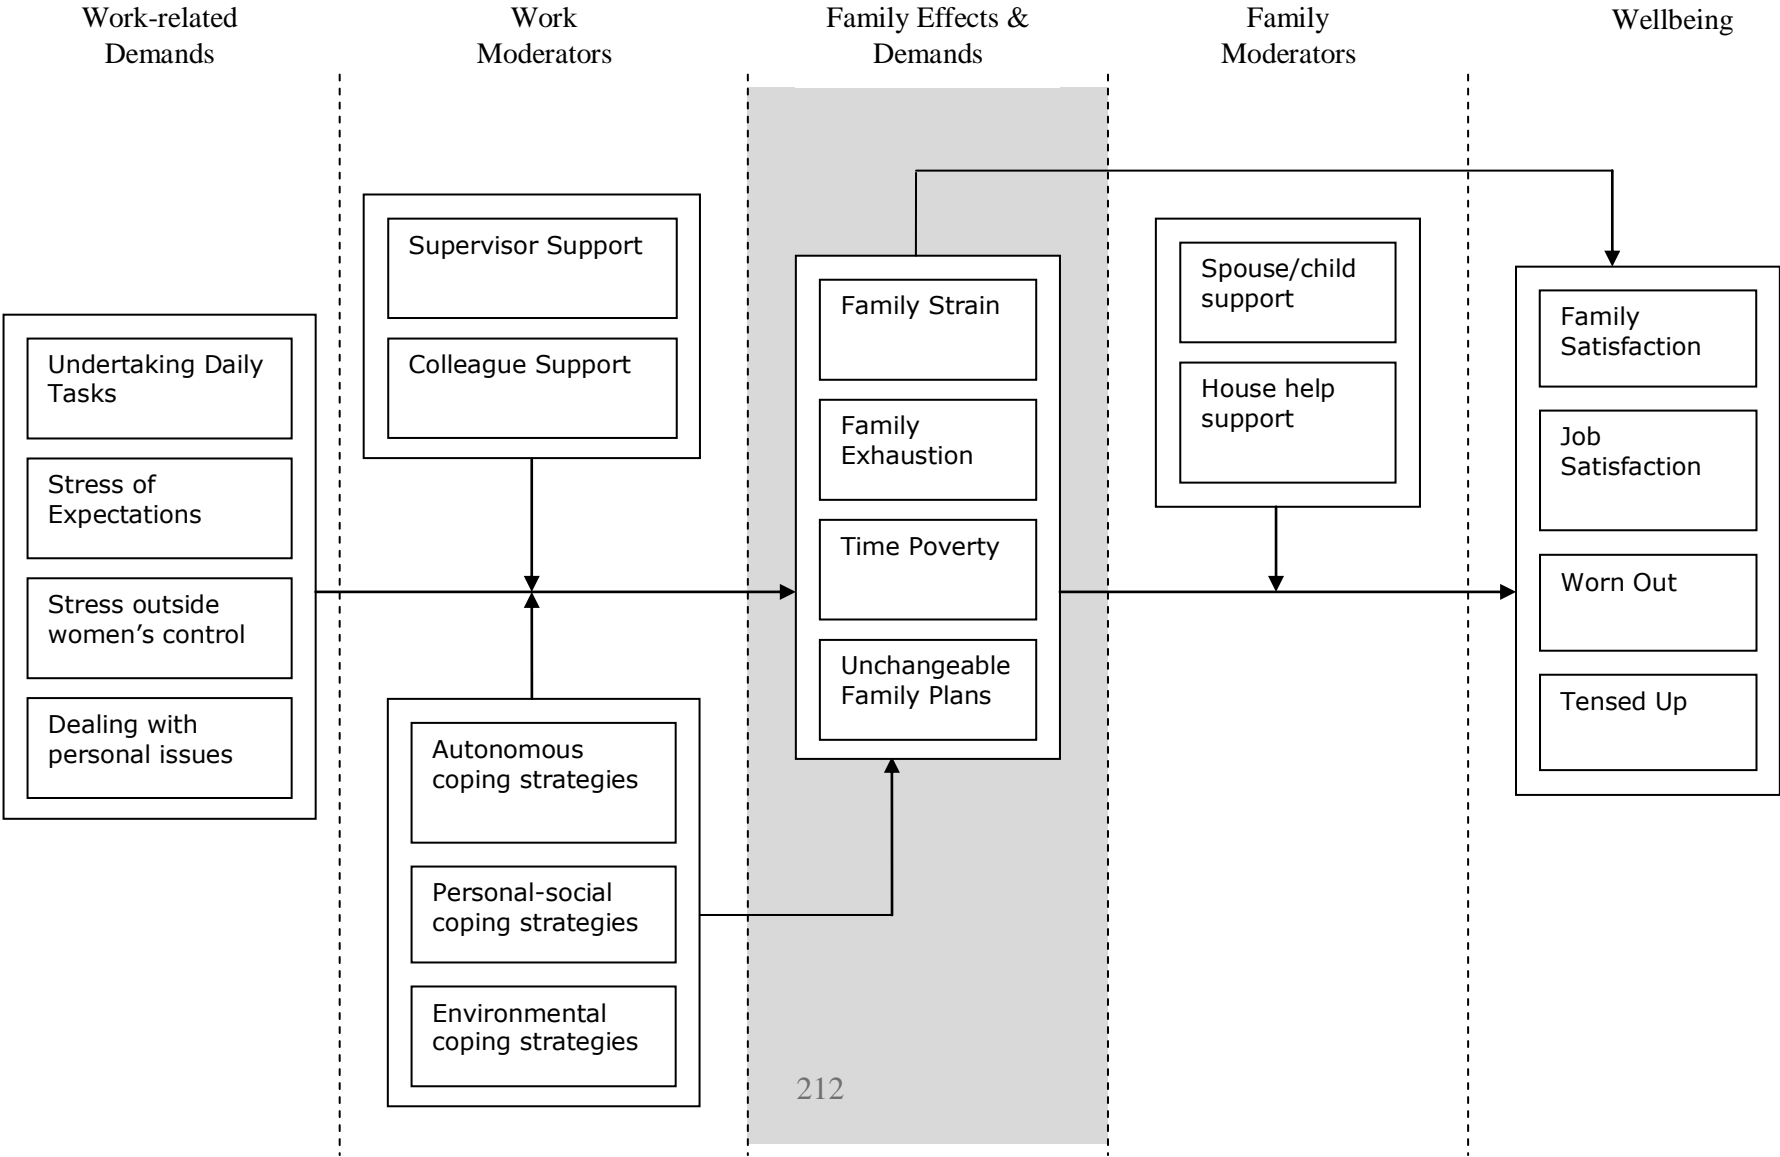 Work-related
Demands
Work
Moderators
Family Effects &
Demands
Family
Moderators
Wellbeing
Undertaking Daily
Tasks
Stress of
Expectations
Stress outside
women’s control
Dealing with
personal issues
Supervisor Support
Colleague Support
Autonomous
coping strategies
Personal-social
coping strategies
Environmental
coping strategies
Family Strain
Family
Exhaustion
Time Poverty
Unchangeable
Family Plans
Spouse/child
support
House help
support
Family
Satisfaction
Job
Satisfaction
Worn Out
Tensed Up
212